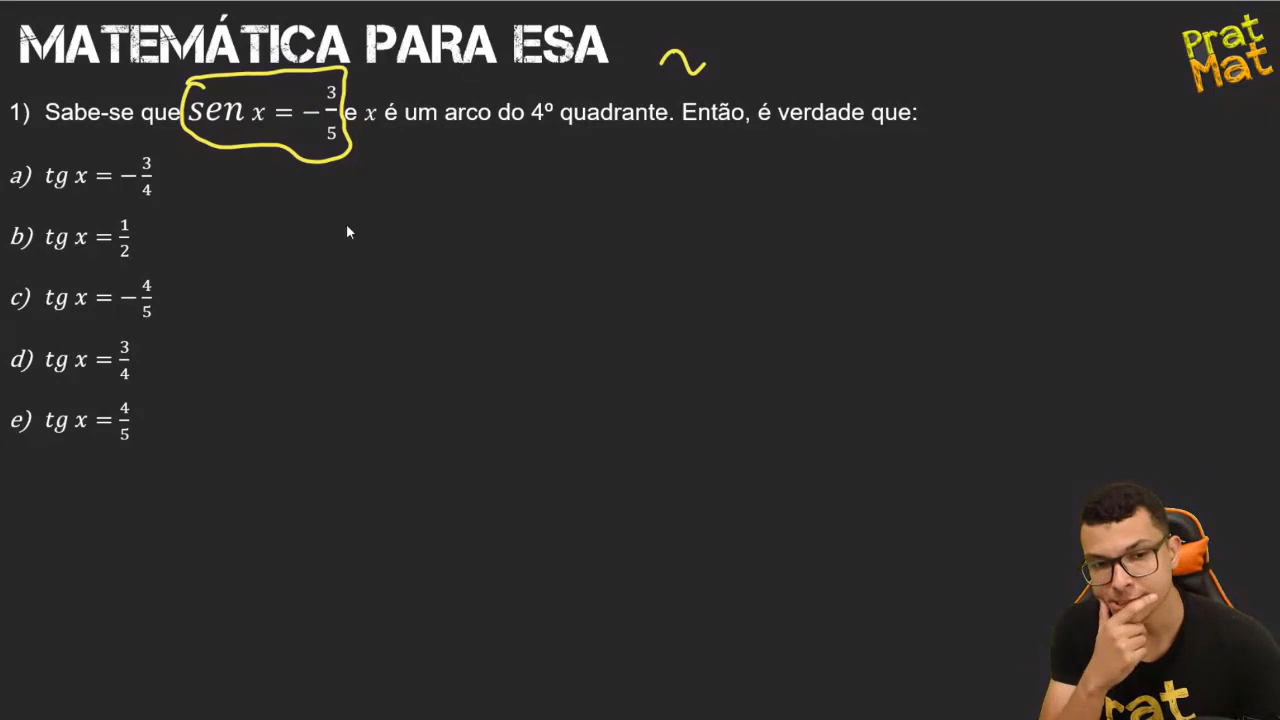 MATEMÁTICA PARA ESA
Prat
Mat
1) Sabe-se que sen x = −3/5 e x é um arco do 4º quadrante. Então, é verdade que:
a) tg x = −3/4
b) tg x = 1/2
c) tg x = −4/5
d) tg x = 3/4
e) tg x = 4/5
Prat